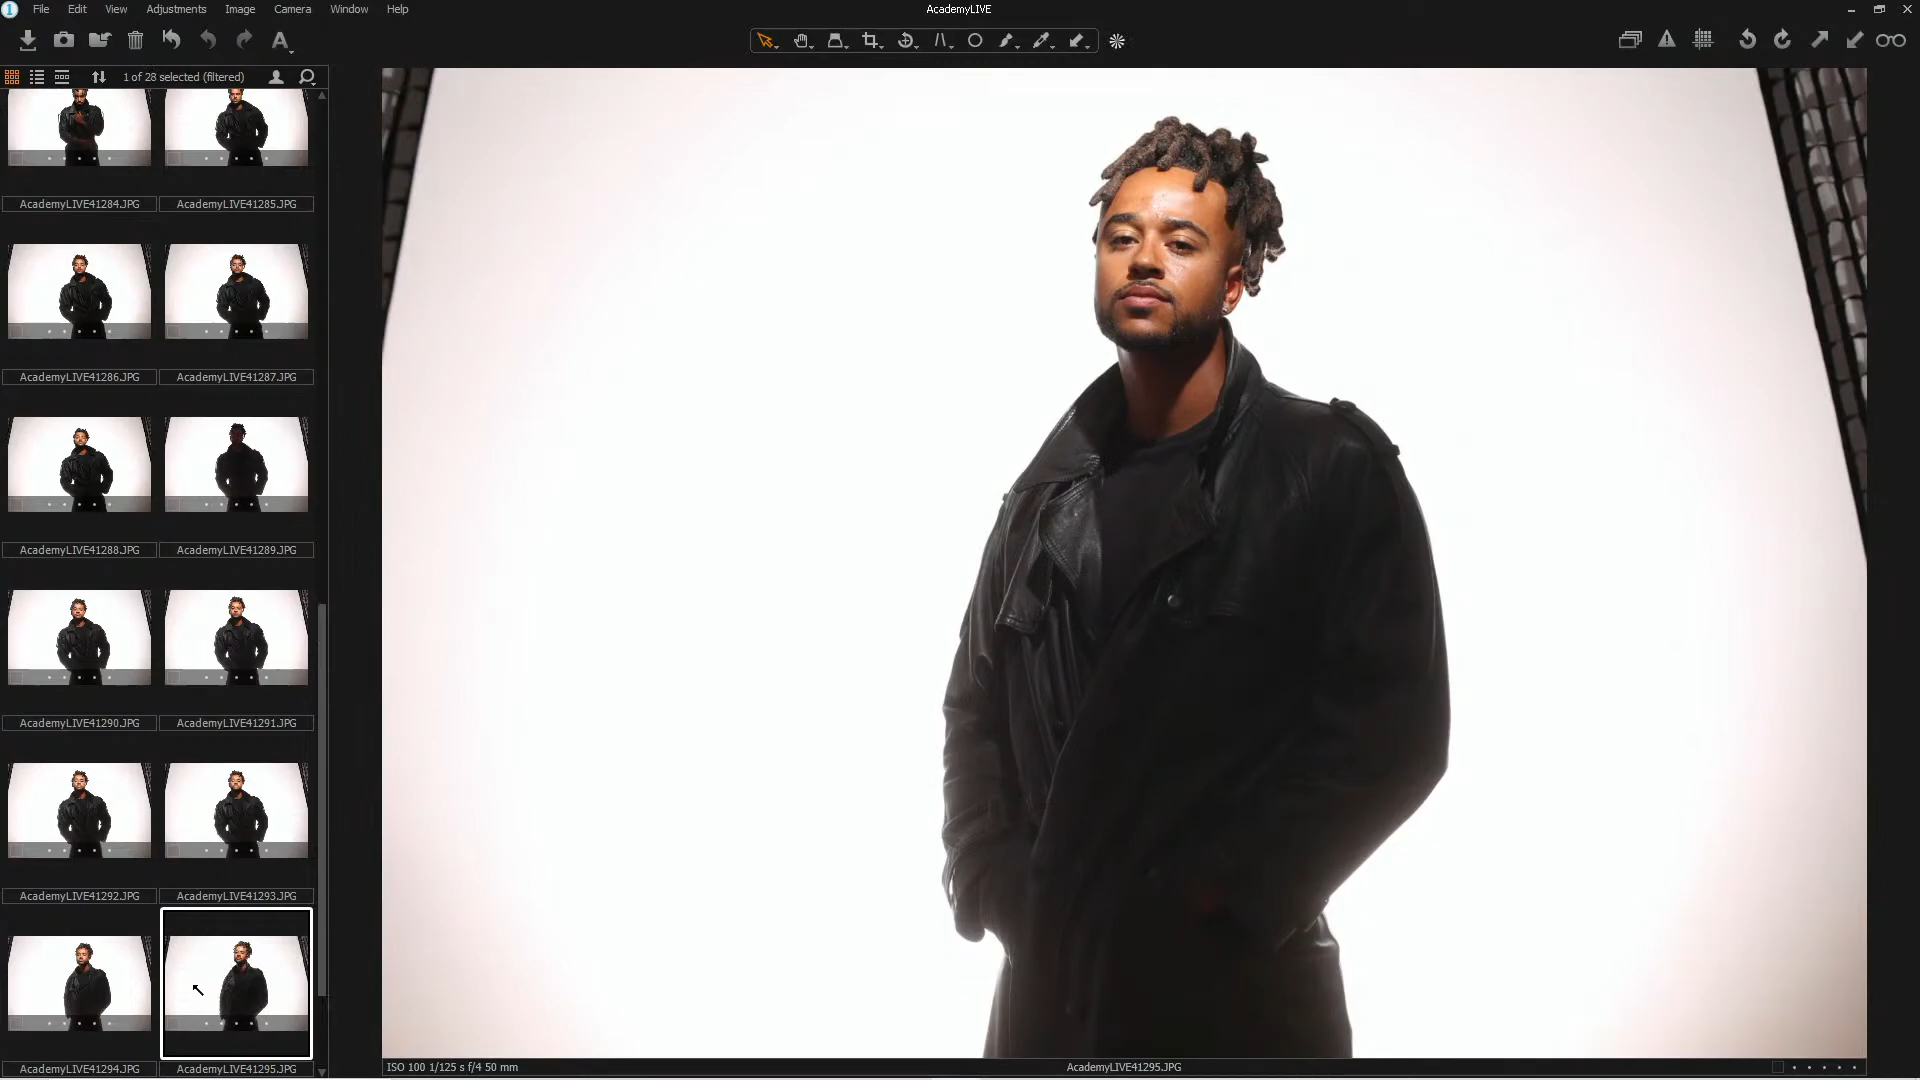 File Edit View Adjustments Image Camera Window Help
AcademyLIVE
1 of 28 selected (filtered)
AcademyLIVE41284.JPG AcademyLIVE41285.JPG
AcademyLIVE41286.JPG AcademyLIVE41287.JPG
AcademyLIVE41288.JPG AcademyLIVE41289.JPG
AcademyLIVE41290.JPG AcademyLIVE41291.JPG
AcademyLIVE41292.JPG AcademyLIVE41293.JPG
AcademyLIVE41294.JPG AcademyLIVE41295.JPG
ISO 100 1/125 s f/4 50 mm
AcademyLIVE41295.JPG